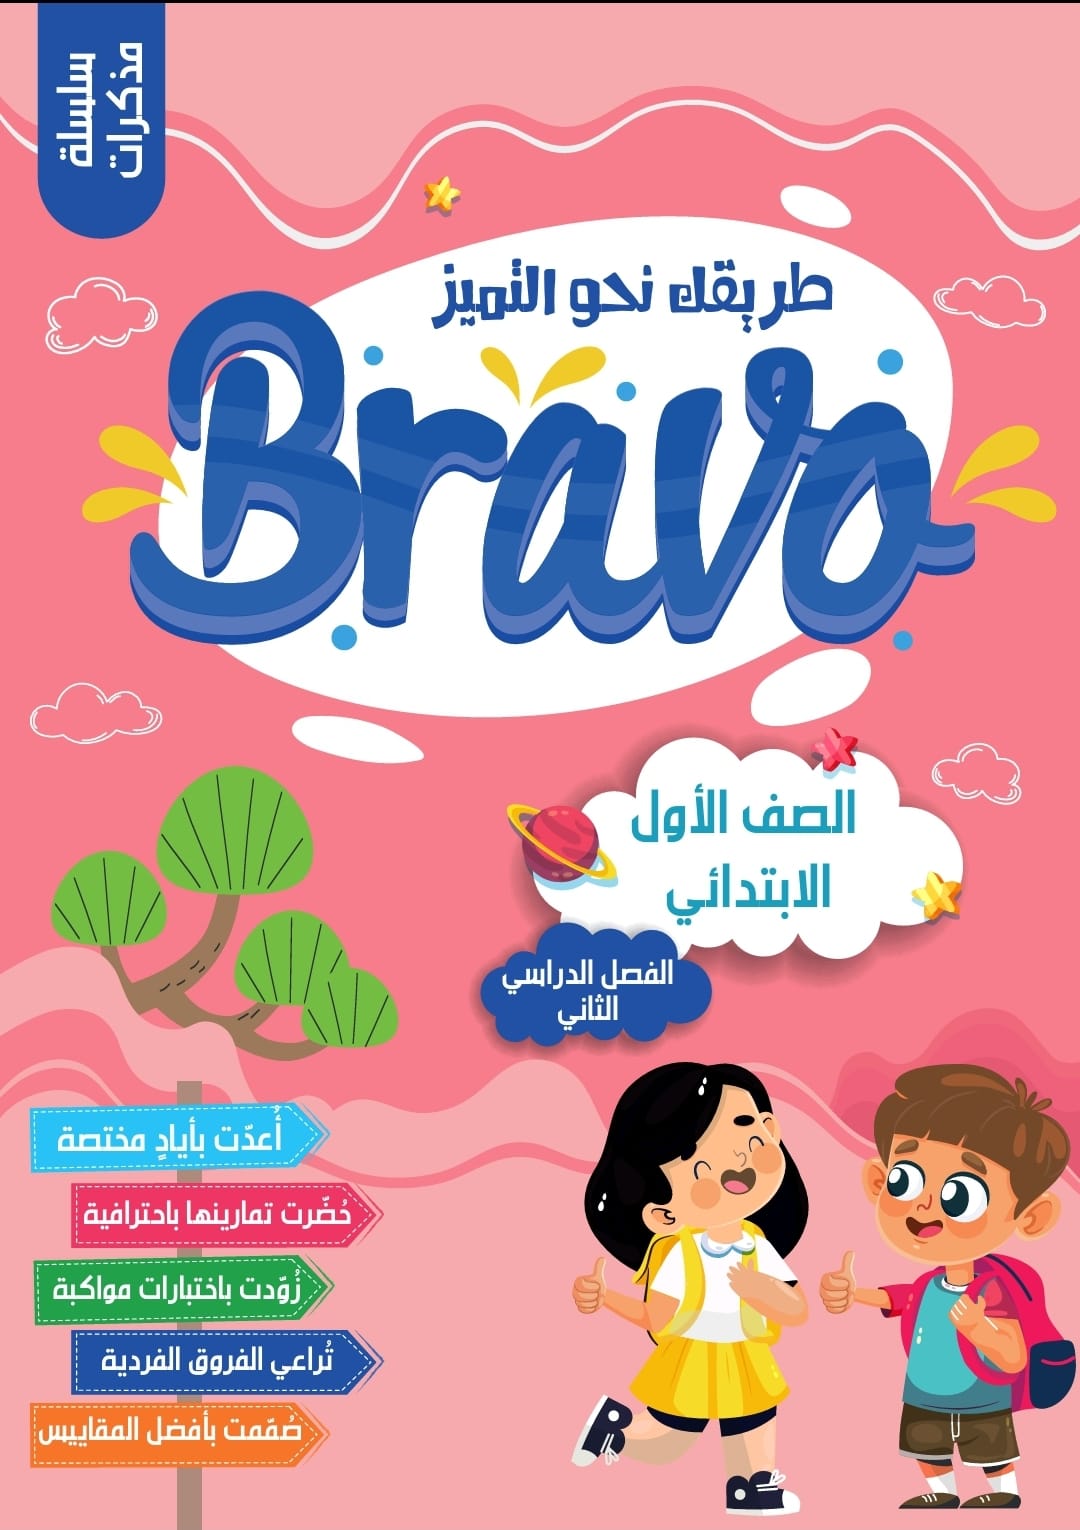 سلسلة
مذكرات
طريقك نحو التميز
Bravo
الصف الأول
الابتدائي
الفصل الدراسي
الثاني
أُعدّت بأيادٍ مختصة
حُضّرت تمارينها باحترافية
زُوّدت باختبارات مواكبة
تُراعي الفروق الفردية
صُمّمت بأفضل المقاييس